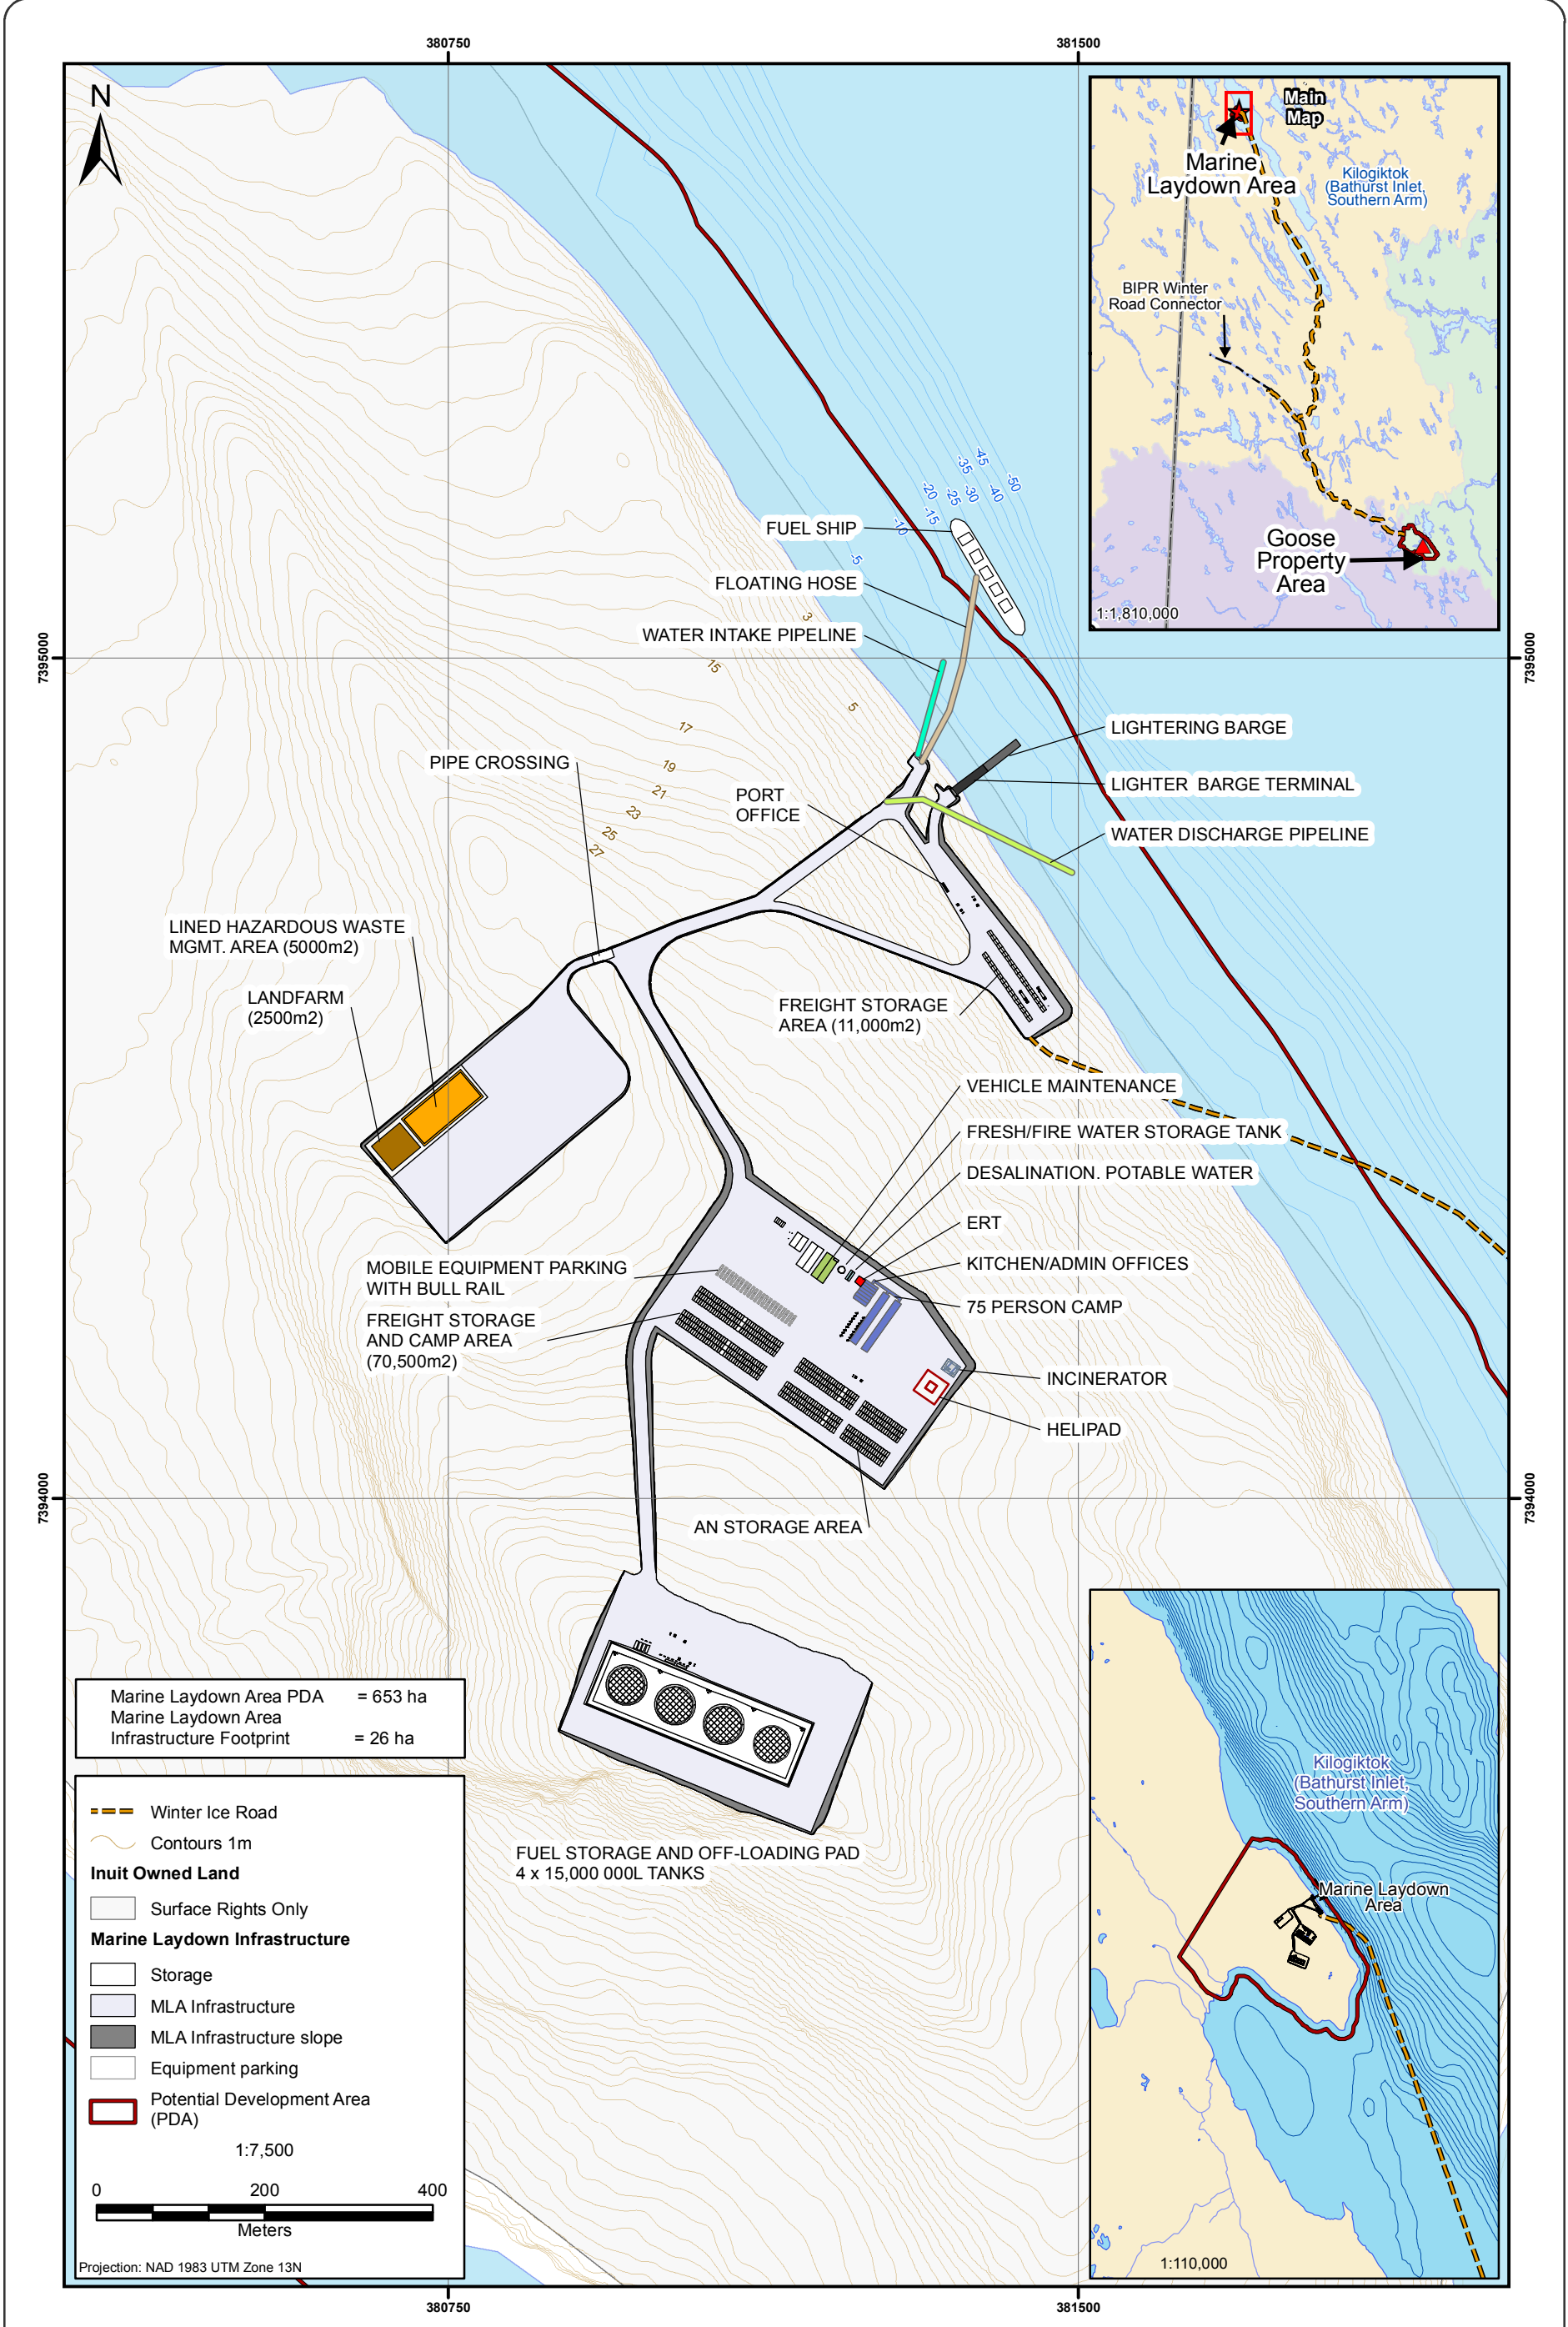 380750
381500
N
Main
Map
Marine
Laydown Area
Kilogiktok
(Bathurst Inlet,
Southern Arm)
BIPR Winter
Road Connector
Goose
Property
Area
1:1,810,000
-45
-35
-50
-20
-25
-30
-40
-15
-10
-5
FUEL SHIP
FLOATING HOSE
3
WATER INTAKE PIPELINE
7395000
7395000
15
5
17
LIGHTERING BARGE
PIPE CROSSING
19
21
23
25
27
PORT
OFFICE
LIGHTER BARGE TERMINAL
WATER DISCHARGE PIPELINE
LINED HAZARDOUS WASTE
MGMT. AREA (5000m2)
LANDFARM
(2500m2)
FREIGHT STORAGE
AREA (11,000m2)
VEHICLE MAINTENANCE
FRESH/FIRE WATER STORAGE TANK
DESALINATION. POTABLE WATER
ERT
KITCHEN/ADMIN OFFICES
75 PERSON CAMP
MOBILE EQUIPMENT PARKING
WITH BULL RAIL
FREIGHT STORAGE
AND CAMP AREA
(70,500m2)
INCINERATOR
HELIPAD
7394000
7394000
AN STORAGE AREA
FUEL STORAGE AND OFF-LOADING PAD
4 x 15,000 000L TANKS
Marine Laydown Area PDA = 653 ha
Marine Laydown Area
Infrastructure Footprint = 26 ha
Winter Ice Road
Contours 1m
Inuit Owned Land
Surface Rights Only
Marine Laydown Infrastructure
Storage
MLA Infrastructure
MLA Infrastructure slope
Equipment parking
Potential Development Area
(PDA)
1:7,500
0 200 400
Meters
Projection: NAD 1983 UTM Zone 13N
Kilogiktok
(Bathurst Inlet,
Southern Arm)
Marine Laydown
Area
1:110,000
380750
381500